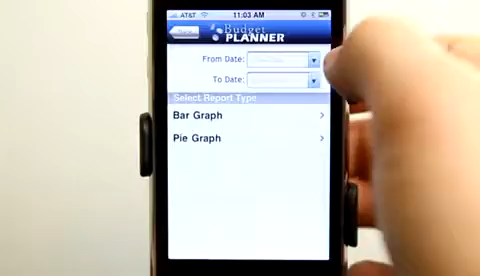 AT&T 11:03 AM
Budget
PLANNER
From Date:
To Date:
Select Report Type
Bar Graph
Pie Graph